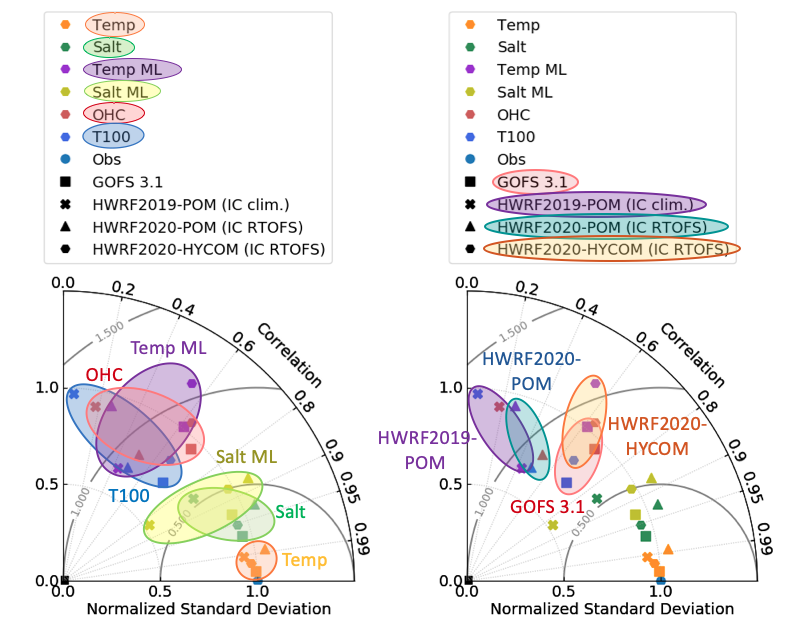 Temp
Salt
Temp ML
Salt ML
OHC
T100
Obs
GOFS 3.1
HWRF2019-POM (IC clim.)
HWRF2020-POM (IC RTOFS)
HWRF2020-HYCOM (IC RTOFS)
0.0
0.2
0.4
0.6
0.8
0.9
0.95
0.99
Correlation
1.500
1.000
0.500
1.0
0.5
0.0
0.5
1.0
Normalized Standard Deviation
Temp ML
OHC
T100
Salt ML
Salt
Temp
Temp
Salt
Temp ML
Salt ML
OHC
T100
Obs
GOFS 3.1
HWRF2019-POM (IC clim.)
HWRF2020-POM (IC RTOFS)
HWRF2020-HYCOM (IC RTOFS)
0.0
0.2
0.4
0.6
0.8
0.9
0.95
0.99
Correlation
1.500
1.000
0.500
1.0
0.5
0.0
0.5
1.0
Normalized Standard Deviation
HWRF2020-
POM
HWRF2019-
POM
HWRF2020-
HYCOM
GOFS 3.1